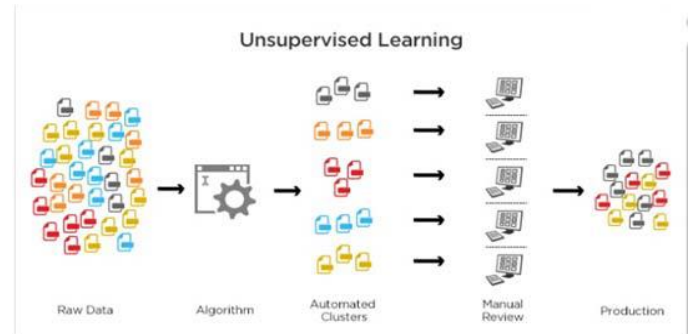 Unsupervised Learning
Raw Data
Algorithm
Automated
Clusters
Manual
Review
Production